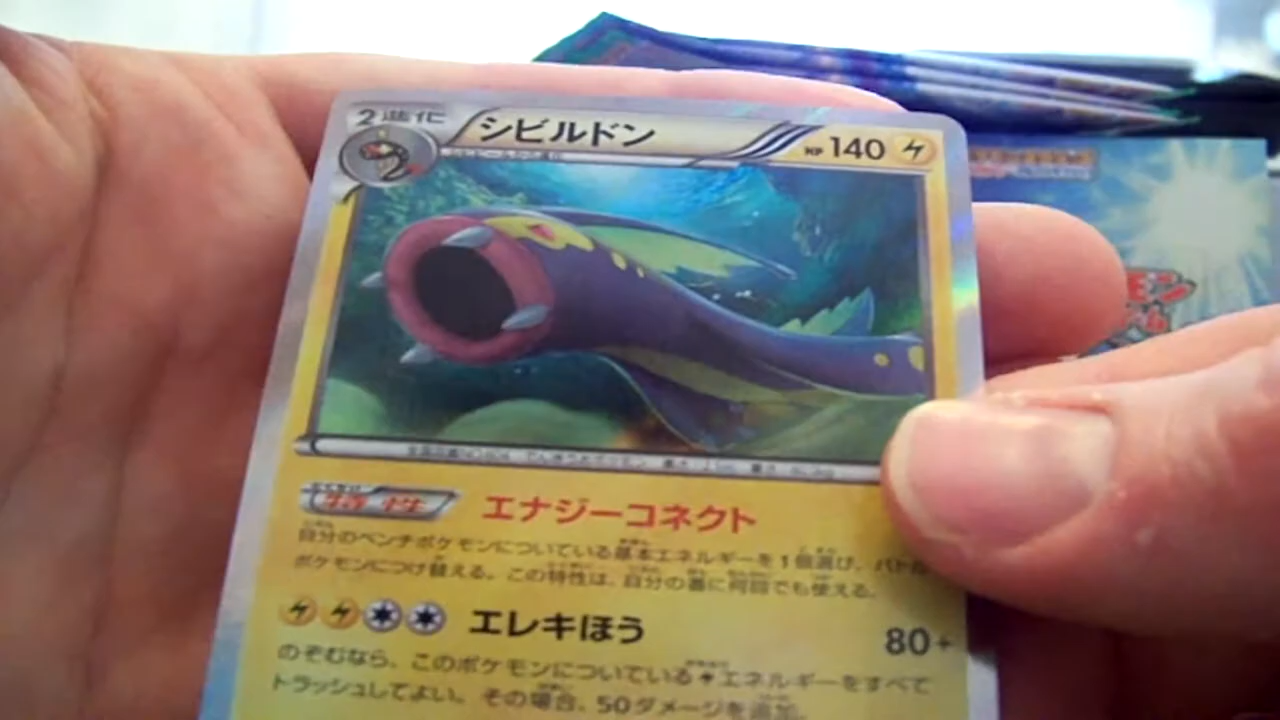 2進化
シビルドン
HP 140
特性 エナジーコネクト
自分のベンチポケモンについている基本エネルギーを1個選び、バトル
ポケモンにつけ替える。この特性は、自分の番に何回でも使える。
エレキほう 80+
のぞむなら、このポケモンについているエネルギーをすべて
トラッシュしてよい。その場合、50ダメージを追加。
モン